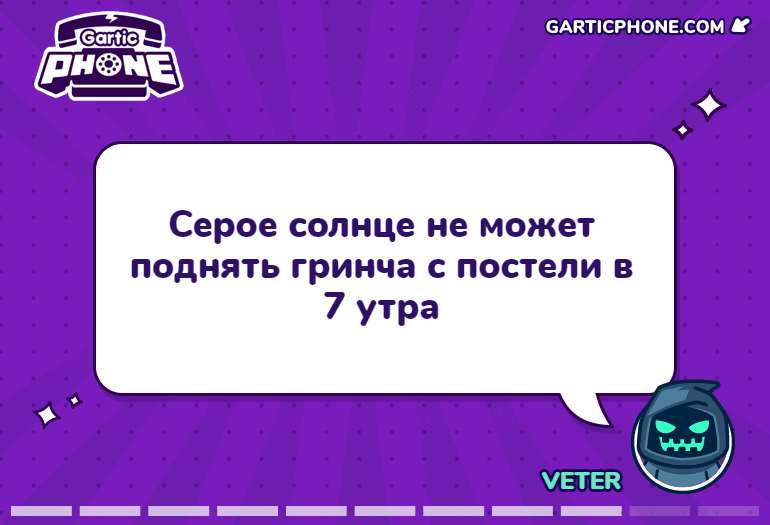 GARTICPHONE.COM
Gartic
PHONE
Серое солнце не может
поднять гринча с постели в
7 утра
VETER